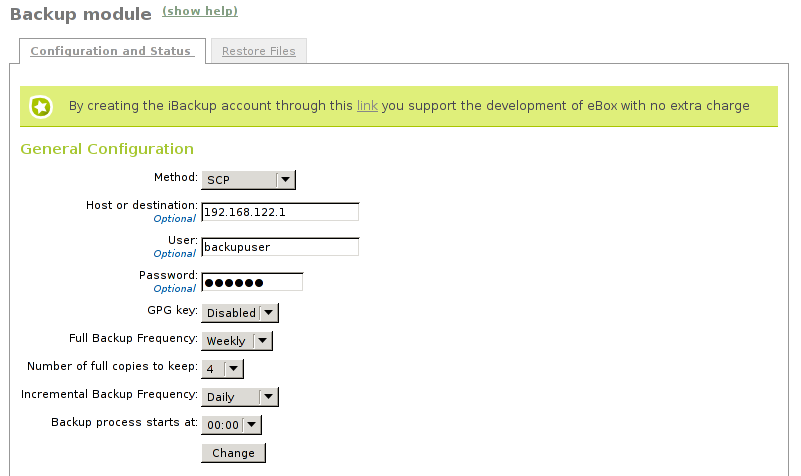 Backup module (show help)
Configuration and Status Restore Files
By creating the iBackup account through this link you support the development of eBox with no extra charge
General Configuration
Method: SCP
Host or destination: 192.168.122.1
Optional
User: backupuser
Optional
Password: ●●●●●●
Optional
GPG key: Disabled
Full Backup Frequency: Weekly
Number of full copies to keep: 4
Incremental Backup Frequency: Daily
Backup process starts at: 00:00
Change